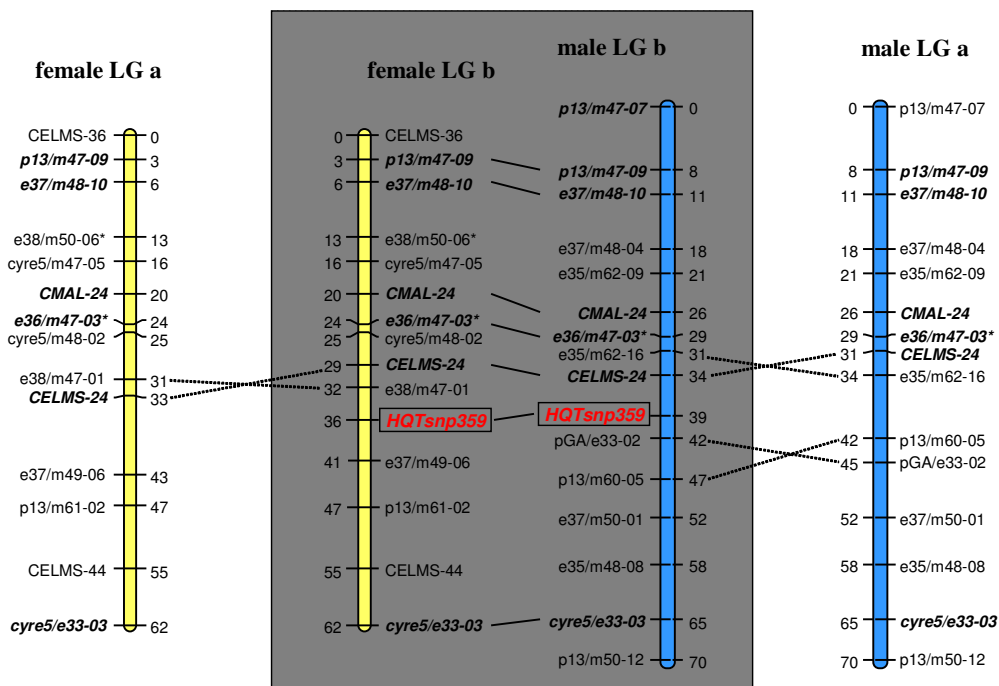 female LG a
CELMS-36 0
p13/m47-09 3
e37/m48-10 6
e38/m50-06* 13
cyre5/m47-05 16
CMAL-24 20
e36/m47-03* 24
cyre5/m48-02 25
e38/m47-01 31
CELMS-24 33
e37/m49-06 43
p13/m61-02 47
CELMS-44 55
cyre5/e33-03 62
female LG b
0 CELMS-36
3 p13/m47-09
6 e37/m48-10
13 e38/m50-06*
16 cyre5/m47-05
20 CMAL-24
24 e36/m47-03*
25 cyre5/m48-02
29 CELMS-24
32 e38/m47-01
36 HQTsnp359
41 e37/m49-06
47 p13/m61-02
55 CELMS-44
62 cyre5/e33-03
male LG b
p13/m47-07 0
p13/m47-09 8
e37/m48-10 11
e37/m48-04 18
e35/m62-09 21
CMAL-24 26
e36/m47-03* 29
e35/m62-16 31
CELMS-24 34
HQTsnp359 39
pGA/e33-02 42
p13/m60-05 47
e37/m50-01 52
e35/m48-08 58
cyre5/e33-03 65
p13/m50-12 70
male LG a
0 p13/m47-07
8 p13/m47-09
11 e37/m48-10
18 e37/m48-04
21 e35/m62-09
26 CMAL-24
29 e36/m47-03*
31 CELMS-24
34 e35/m62-16
42 p13/m60-05
45 pGA/e33-02
52 e37/m50-01
58 e35/m48-08
65 cyre5/e33-03
70 p13/m50-12